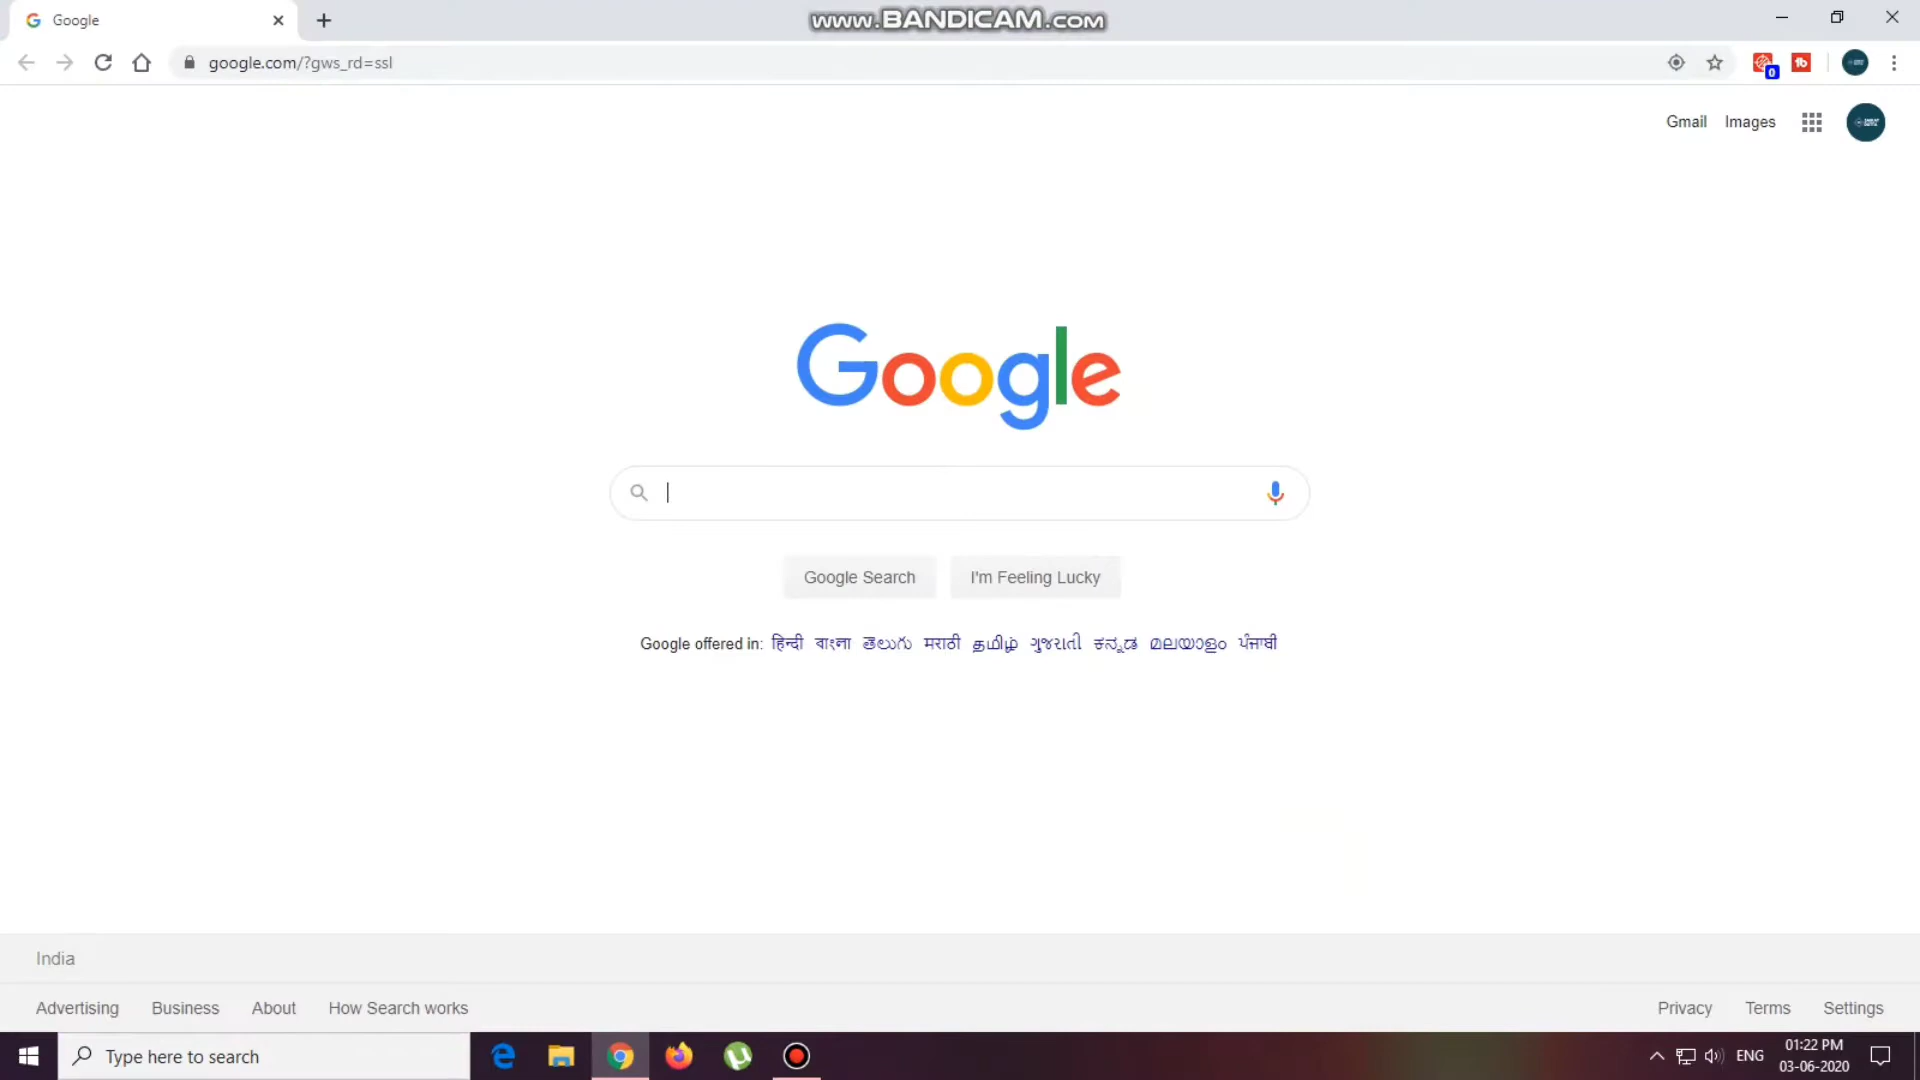 Google
www.BANDICAM.com
google.com/?gws_rd=ssl
0
Gmail Images
Google
Google Search I'm Feeling Lucky
Google offered in: हिन्दी বাংলা తెలుగు मराठी தமிழ் ગુજરાતી ಕನ್ನಡ മലയാളം ਪੰਜਾਬੀ
India
Advertising Business About How Search works Privacy Terms Settings
Type here to search
ENG
01:22 PM
03-06-2020